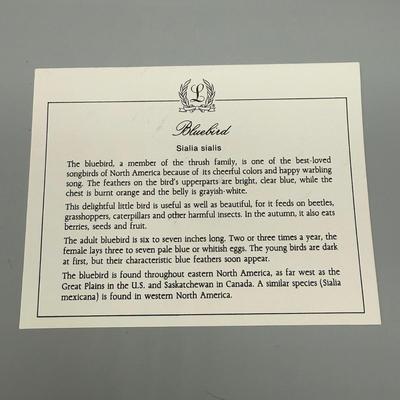 L
Bluebird
Sialia sialis
The bluebird, a member of the thrush family, is one of the best-loved
songbirds of North America because of its cheerful colors and happy warbling
song. The feathers on the bird's upperparts are bright, clear blue, while the
chest is burnt orange and the belly is grayish-white.
This delightful little bird is useful as well as beautiful, for it feeds on beetles,
grasshoppers, caterpillars and other harmful insects. In the autumn, it also eats
berries, seeds and fruit.
The adult bluebird is six to seven inches long. Two or three times a year, the
female lays three to seven pale blue or whitish eggs. The young birds are dark
at first, but their characteristic blue feathers soon appear.
The bluebird is found throughout eastern North America, as far west as the
Great Plains in the U.S. and Saskatchewan in Canada. A similar species (Sialia
mexicana) is found in western North America.